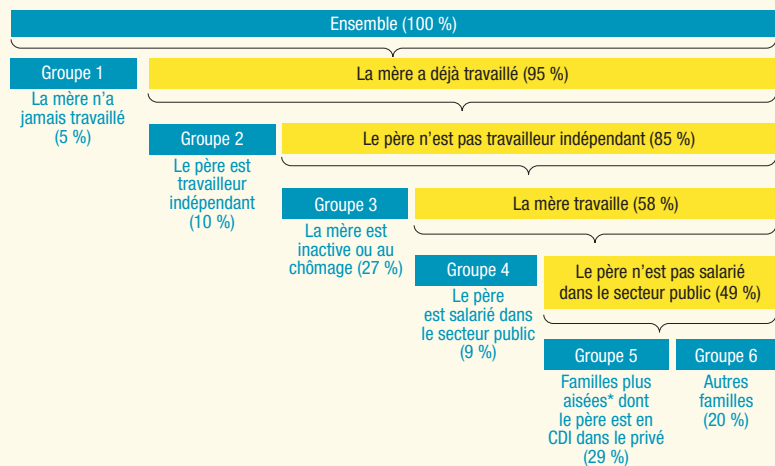 Ensemble (100 %)
Groupe 1
La mère n'a
jamais travaillé
(5 %)
La mère a déjà travaillé (95 %)
Groupe 2
Le père est
travailleur
indépendant
(10 %)
Le père n'est pas travailleur indépendant (85 %)
Groupe 3
La mère est
inactive ou au
chômage (27 %)
La mère travaille (58 %)
Groupe 4
Le père
est salarié dans
le secteur public
(9 %)
Le père n'est pas salarié
dans le secteur public (49 %)
Groupe 5
Familles plus
aisées* dont
le père est en
CDI dans le privé
(29 %)
Groupe 6
Autres
familles
(20 %)